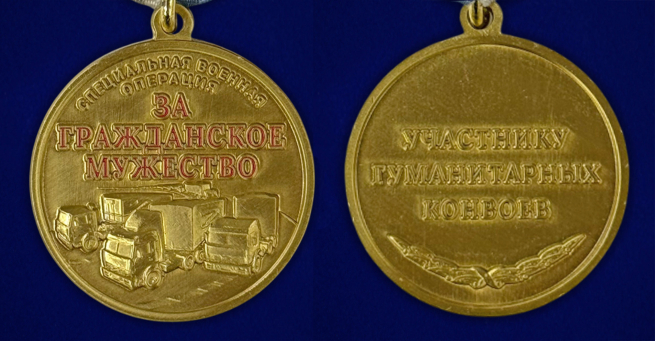 СПЕЦИАЛЬНАЯ ВОЕННАЯ
ОПЕРАЦИЯ
ЗА
ГРАЖДАНСКОЕ
МУЖЕСТВО
УЧАСТНИКУ
ГУМАНИТАРНЫХ
КОНВОЕВ